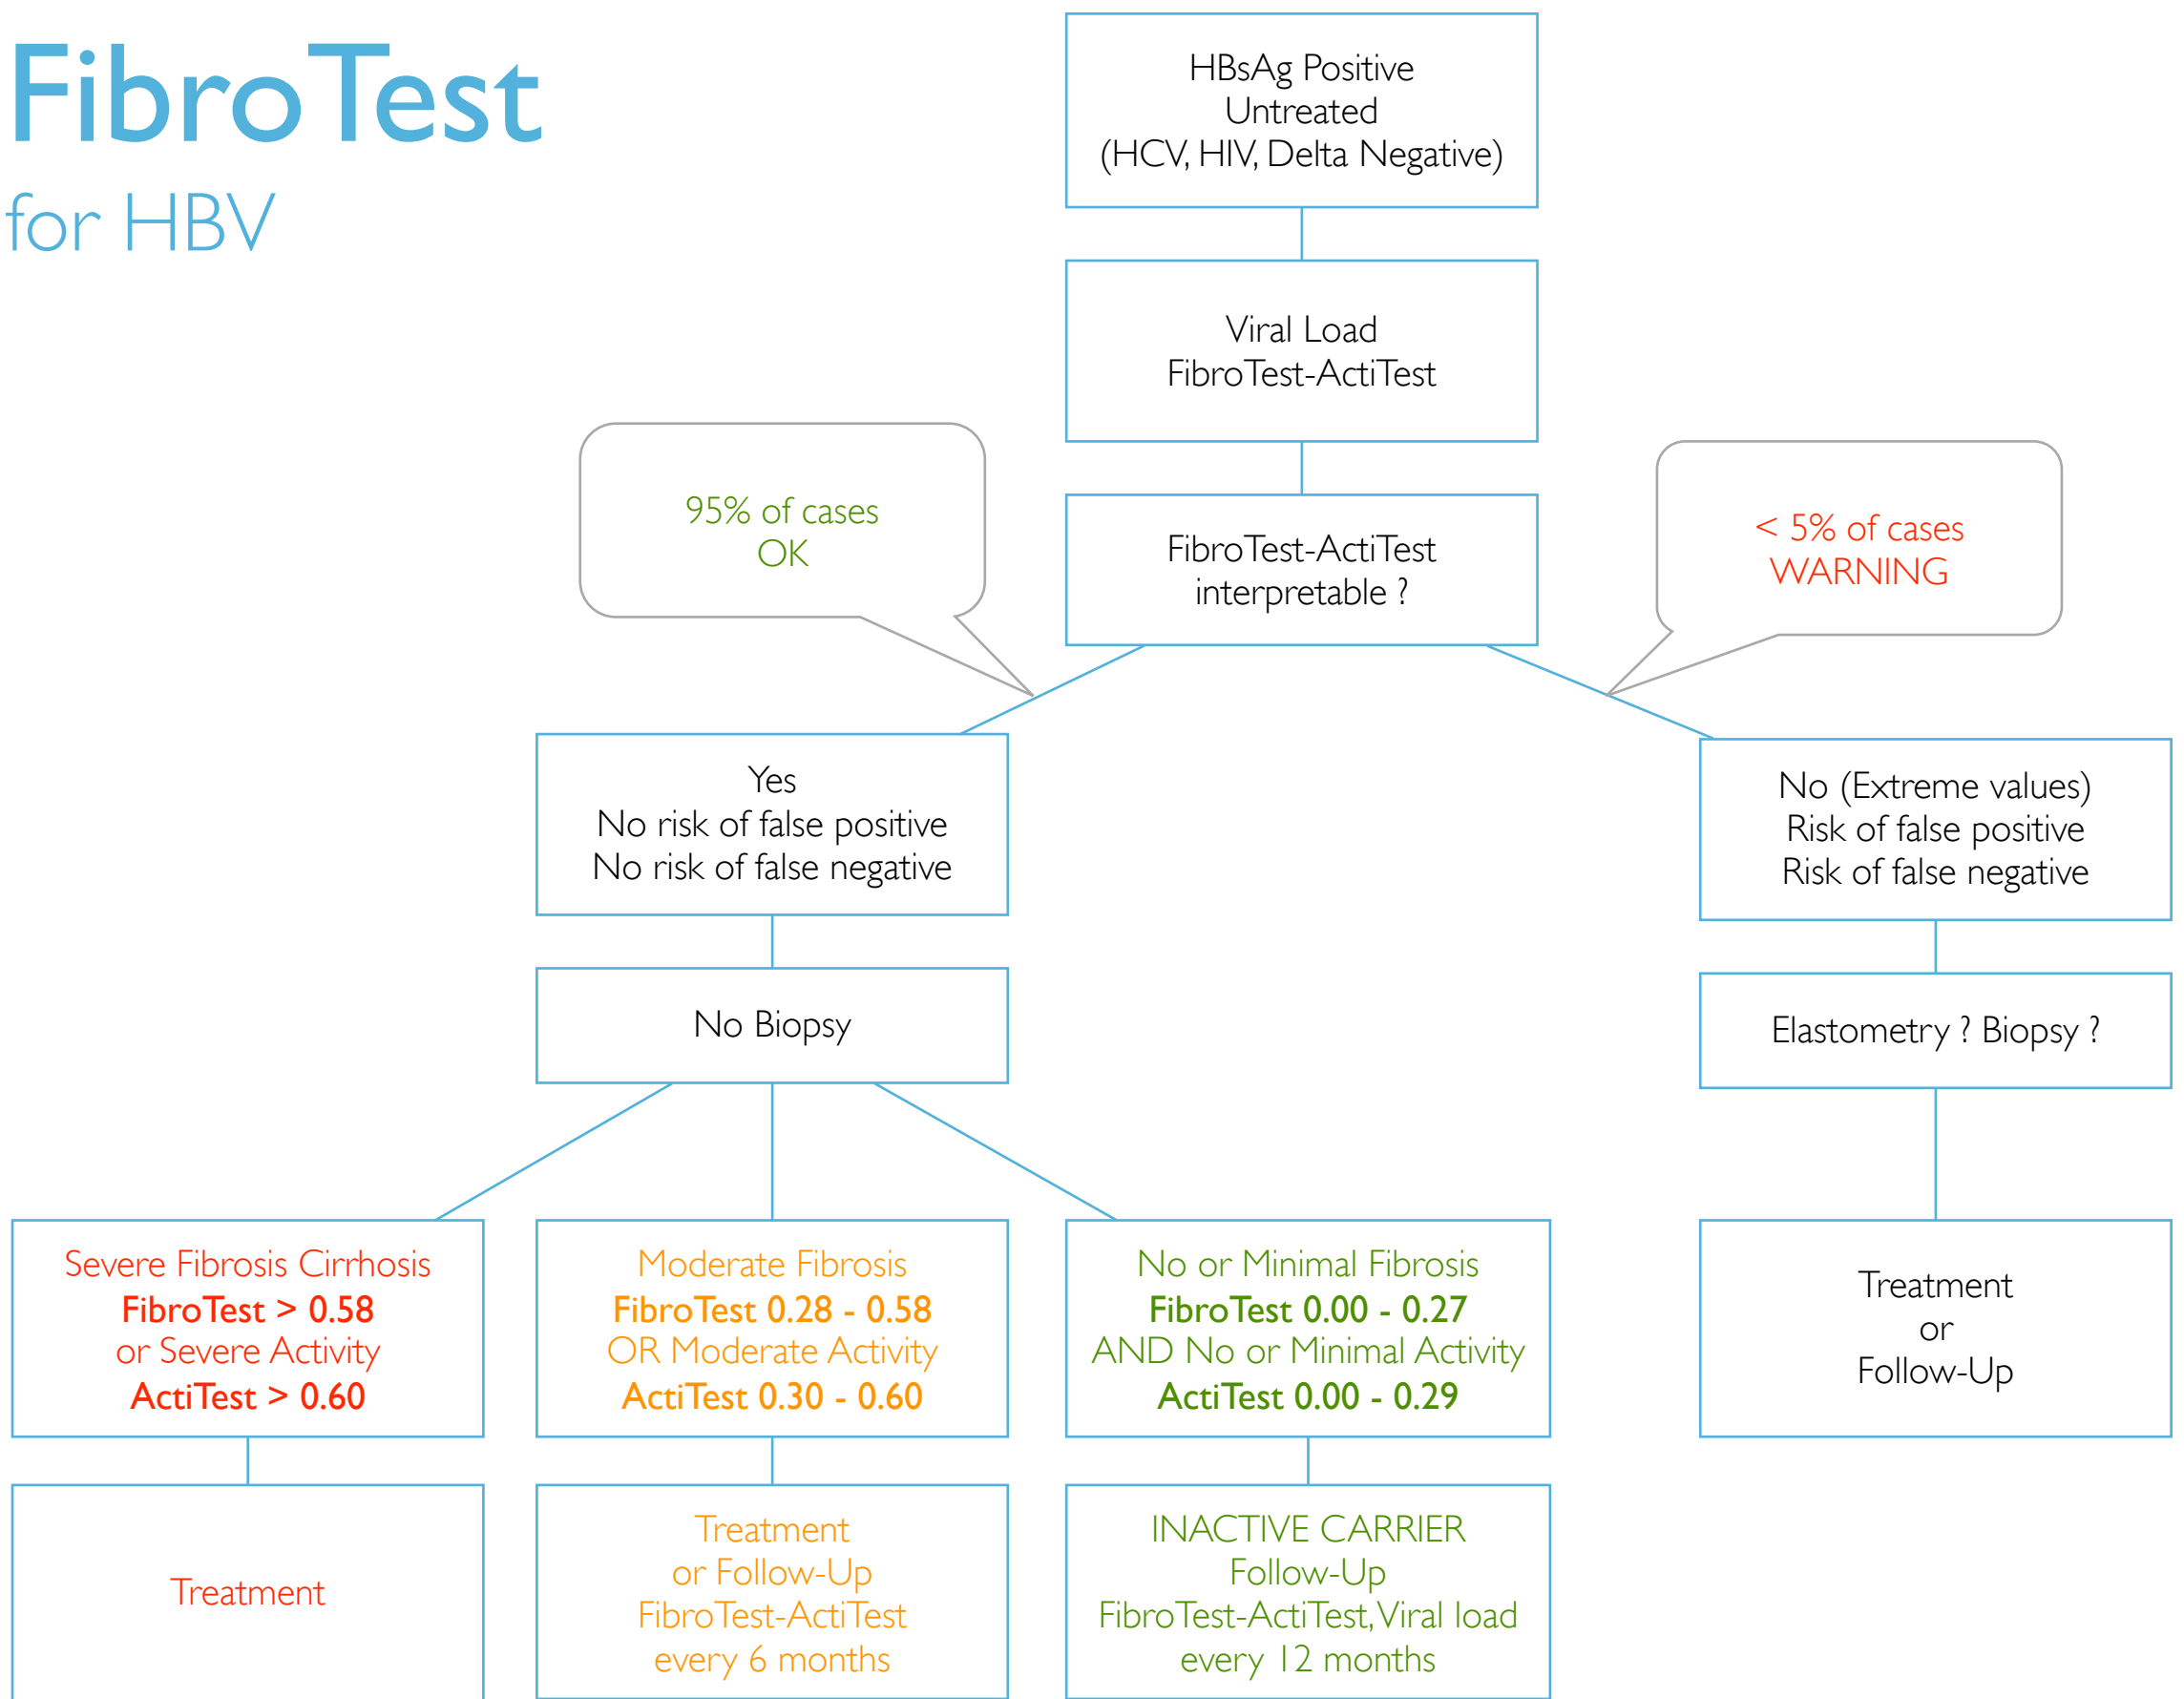 FibroTest
for HBV
HBsAg Positive
Untreated
(HCV, HIV, Delta Negative)
Viral Load
FibroTest-ActiTest
95% of cases
OK
FibroTest-ActiTest
interpretable ?
< 5% of cases
WARNING
Yes
No risk of false positive
No risk of false negative
No (Extreme values)
Risk of false positive
Risk of false negative
No Biopsy
Elastometry ? Biopsy ?
Severe Fibrosis Cirrhosis
FibroTest > 0.58
or Severe Activity
ActiTest > 0.60
Moderate Fibrosis
FibroTest 0.28 - 0.58
OR Moderate Activity
ActiTest 0.30 - 0.60
No or Minimal Fibrosis
FibroTest 0.00 - 0.27
AND No or Minimal Activity
ActiTest 0.00 - 0.29
Treatment
or
Follow-Up
Treatment
Treatment
or Follow-Up
FibroTest-ActiTest
every 6 months
INACTIVE CARRIER
Follow-Up
FibroTest-ActiTest, Viral load
every 12 months